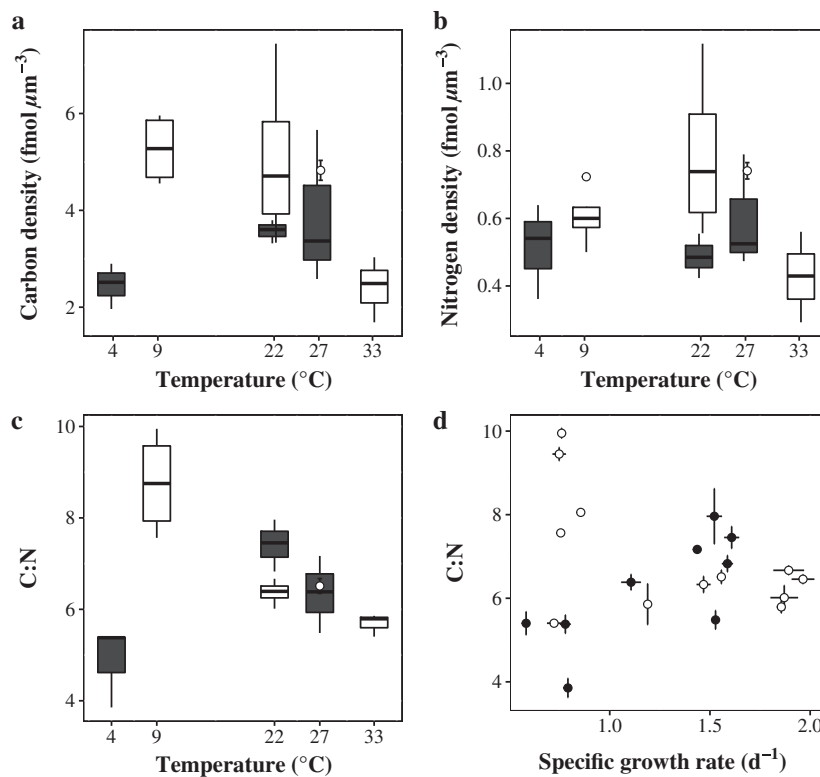 a
Carbon density (fmol μm⁻³)
6
4
2
4 9 22 27 33
Temperature (°C)
b
Nitrogen density (fmol μm⁻³)
1.0
0.8
0.6
0.4
4 9 22 27 33
Temperature (°C)
c
C:N
10
8
6
4
4 9 22 27 33
Temperature (°C)
d
C:N
10
8
6
4
1.0 1.5 2.0
Specific growth rate (d⁻¹)